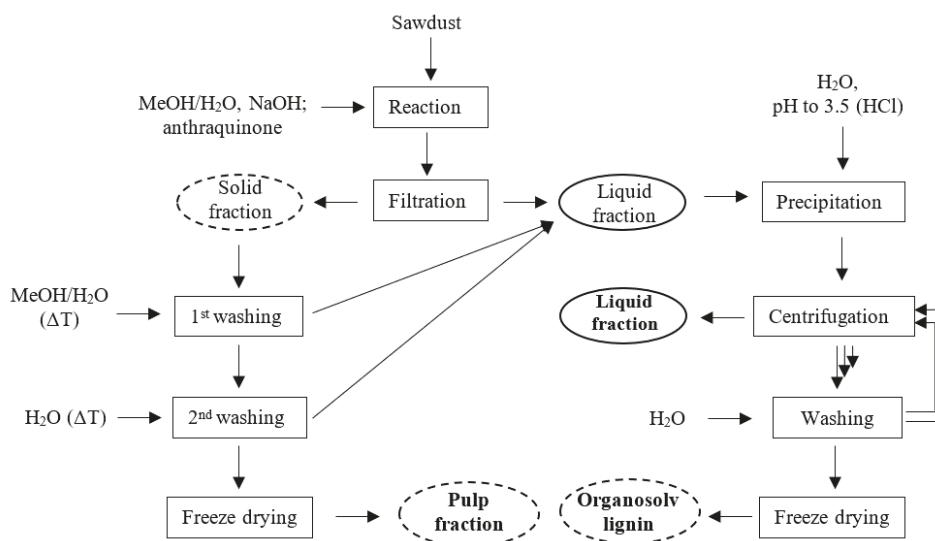 Sawdust
MeOH/H₂O, NaOH;
anthraquinone
Reaction
H₂O,
pH to 3.5 (HCl)
Solid
fraction
Filtration
Liquid
fraction
Precipitation
MeOH/H₂O
(ΔT)
1st washing
Liquid
fraction
Centrifugation
H₂O (ΔT)
2nd washing
H₂O
Washing
Freeze drying
Pulp
fraction
Organosolv
lignin
Freeze drying